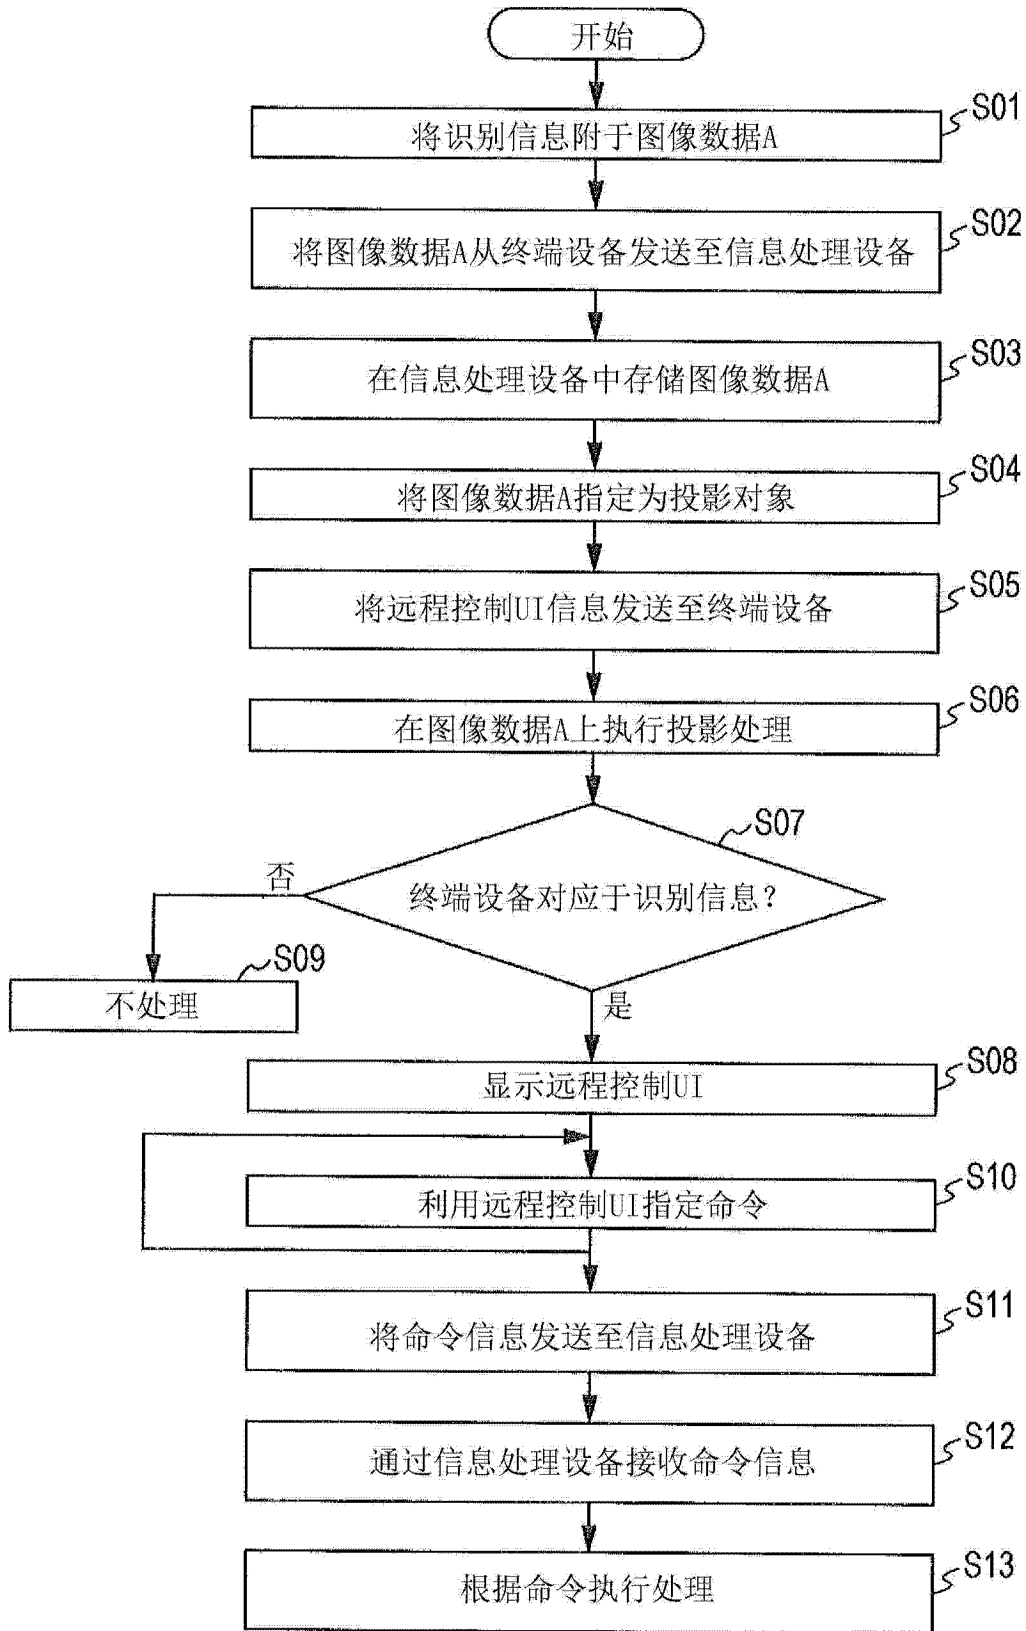 开始
S01
将识别信息附于图像数据A
S02
将图像数据A从终端设备发送至信息处理设备
S03
在信息处理设备中存储图像数据A
S04
将图像数据A指定为投影对象
S05
将远程控制UI信息发送至终端设备
S06
在图像数据A上执行投影处理
S07
终端设备对应于识别信息?
否
S09
不处理
是
S08
显示远程控制UI
S10
利用远程控制UI指定命令
S11
将命令信息发送至信息处理设备
S12
通过信息处理设备接收命令信息
S13
根据命令执行处理